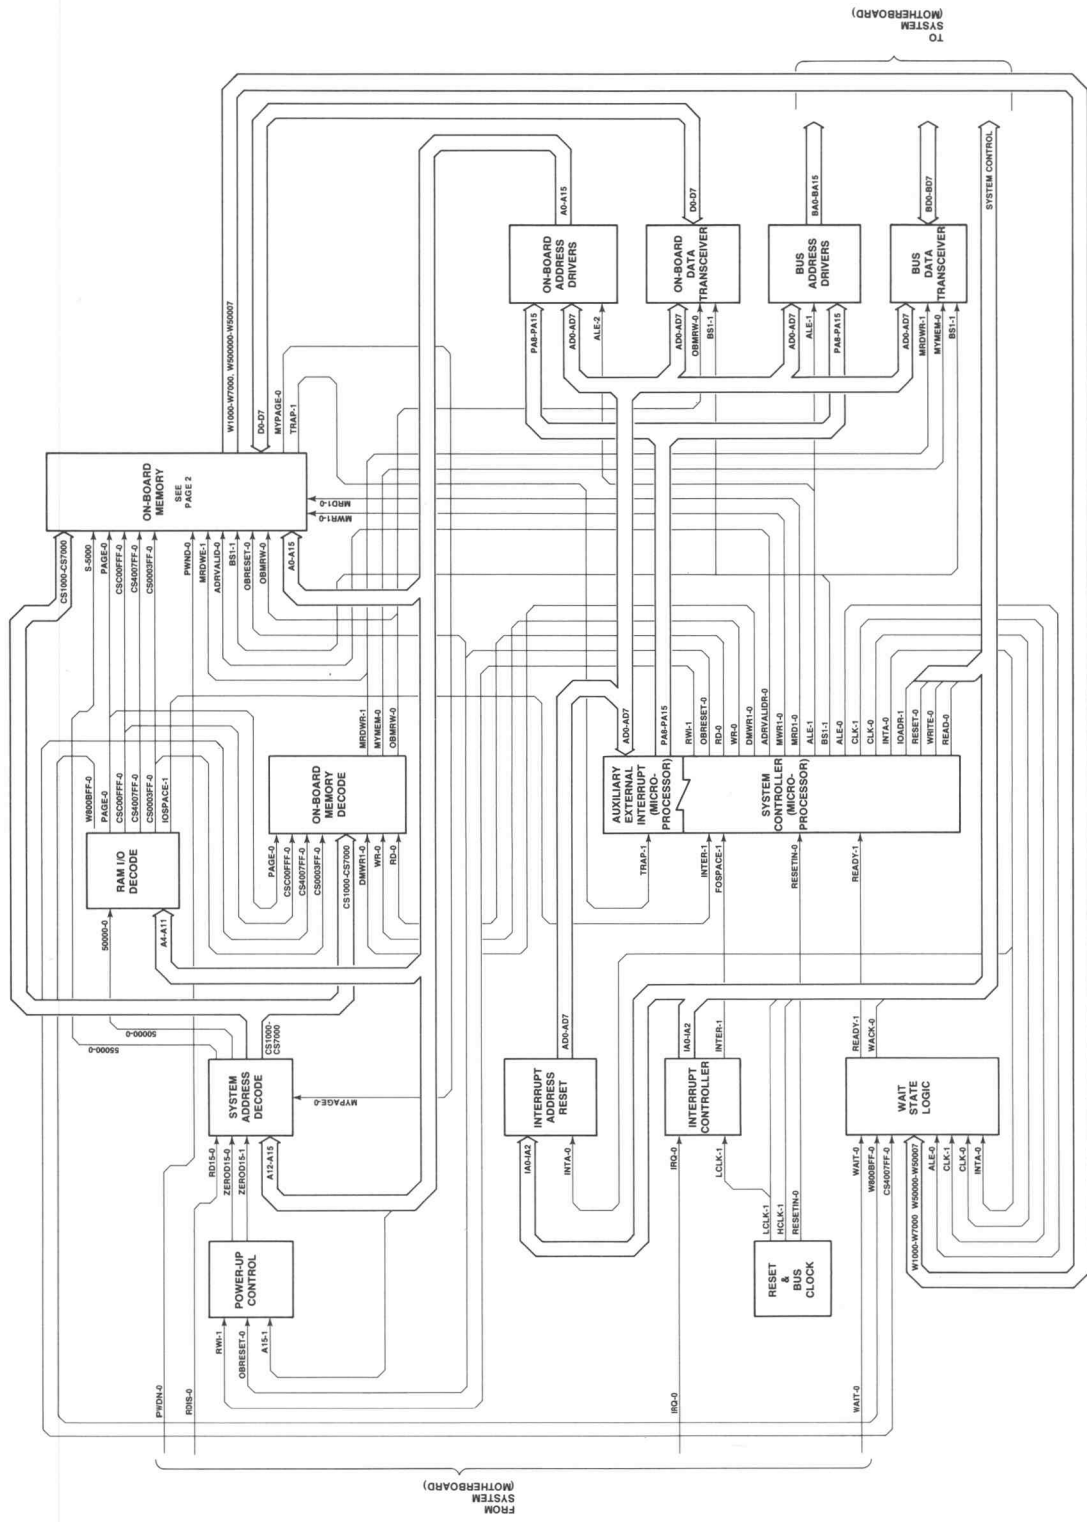 FROM
SYSTEM
(MOTHERBOARD)
PWDN-0
RDIS-0
IRQ-0
WAIT-0
POWER-UP
CONTROL
RWI-1
OBRESET-0
A15-1
SYSTEM
ADDRESS
DECODE
RD15-0
ZEROD15-0
ZEROD15-1
A12-A15
S5000-0
50000-0
CS1000-
CS7000
MYPAGE-0
RAM I/O
DECODE
50000-0
A4-A11
W800BFF-0
PAGE-0
CSC00FFF-0
CS4007FF-0
CS0003FF-0
IOSPACE-1
ON-BOARD
MEMORY
DECODE
PAGE-0
CSC00FFF-0
CS4007FF-0
CS0003FF-0
CS1000-CS7000
DMWR1-0
WR-0
RD-0
MRDWR-1
MYMEM-0
OBMRW-0
ON-BOARD
MEMORY
SEE
PAGE 2
CS1000-CS7000
S-5000
PAGE-0
CSC00FFF-0
CS4007FF-0
CS0003FF-0
PWND-0
MRDWE-1
ADRVALID-0
BS1-1
OBRESET-0
OBMRW-0
A0-A15
MWR1-0
MRD1-0
W1000-W7000, W500000-W50007
D0-D7
MYPAGE-0
TRAP-1
INTERRUPT
ADDRESS
RESET
IA0-IA2
INTA-0
AD0-AD7
INTERRUPT
CONTROLLER
IRQ-0
LCLK-1
IA0-IA2
INTER-1
RESET
&
BUS
CLOCK
LCLK-1
HCLK-1
RESETIN-0
WAIT
STATE
LOGIC
WAIT-0
W800BFF-0
CS4007FF-0
W1000-W7000 W50000-W50007
ALE-0
CLK-1
CLK-0
INTA-0
READY-1
WACK-0
AUXILIARY
EXTERNAL
INTERRUPT
(MICRO-
PROCESSOR)
SYSTEM
CONTROLLER
(MICRO-
PROCESSOR)
TRAP-1
INTER-1
FOSPACE-1
RESETIN-0
READY-1
AD0-AD7
PA8-PA15
RWI-1
OBRESET-0
RD-0
WR-0
DMWR1-0
ADRVALIDR-0
MWR1-0
MRD1-0
ALE-1
BS1-1
ALE-0
CLK-1
CLK-0
INTA-0
IOADR-1
RESET-0
WRITE-0
READ-0
ON-BOARD
ADDRESS
DRIVERS
PA8-PA15
AD0-AD7
ALE-2
A0-A15
ON-BOARD
DATA
TRANSCEIVER
AD0-AD7
OBMRW-0
BS1-1
D0-D7
BUS
ADDRESS
DRIVERS
AD0-AD7
ALE-1
PA8-PA15
BA0-BA15
BUS
DATA
TRANSCEIVER
AD0-AD7
MRDWR-1
MYMEM-0
BS1-1
BD0-BD7
SYSTEM CONTROL
TO
SYSTEM
(MOTHERBOARD)